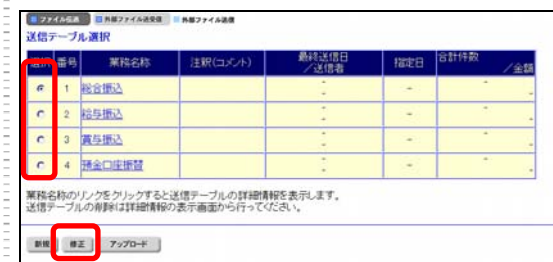 ファイル伝送 外部ファイル送受信 外部ファイル送信
送信テーブル選択
選択 番号 業務名称 注釈(コメント) 最終送信日／送信者 指定日 合計件数／金額
1 総合振込 - - - - -
2 給与振込 - - - - -
3 賞与振込 - - - - -
4 預金口座振替 - - - - -
業務名称のリンクをクリックすると送信テーブルの詳細情報を表示します。
送信テーブルの削除は詳細情報の表示画面から行ってください。
新規 修正 アップロード